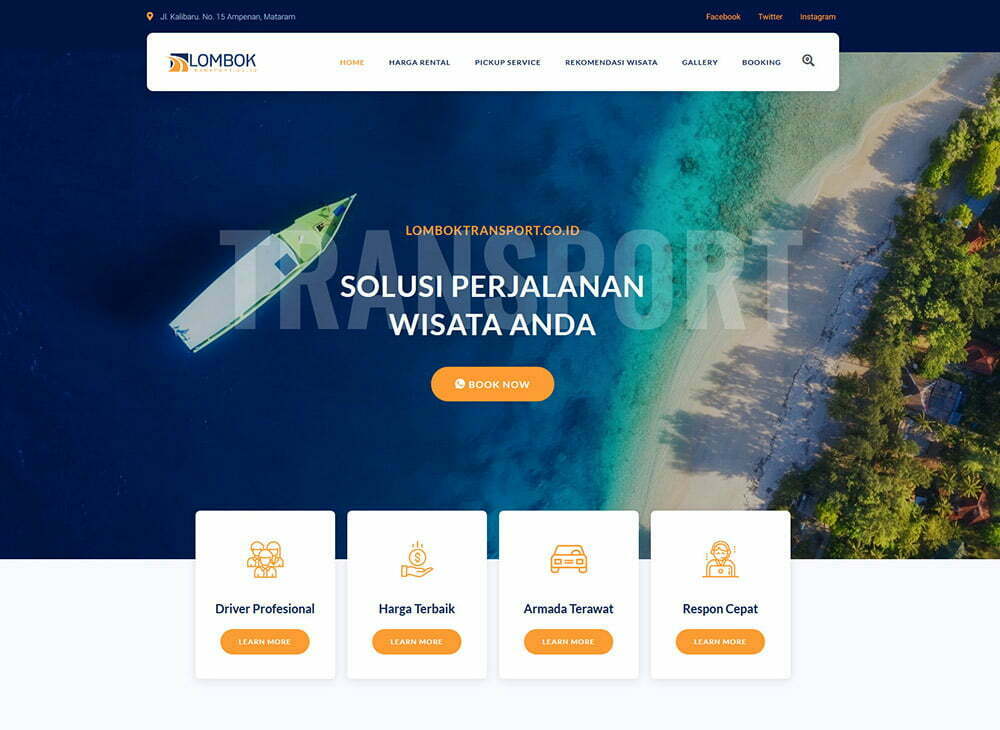 Jl. Kalibaru. No. 15 Ampenan, Mataram
Facebook Twitter Instagram
LOMBOK
TRANSPORT.CO.ID
HOME HARGA RENTAL PICKUP SERVICE REKOMENDASI WISATA GALLERY BOOKING
LOMBOKTRANSPORT.CO.ID
TRANSPORT
SOLUSI PERJALANAN
WISATA ANDA
BOOK NOW
Driver Profesional
LEARN MORE
Harga Terbaik
LEARN MORE
Armada Terawat
LEARN MORE
Respon Cepat
LEARN MORE